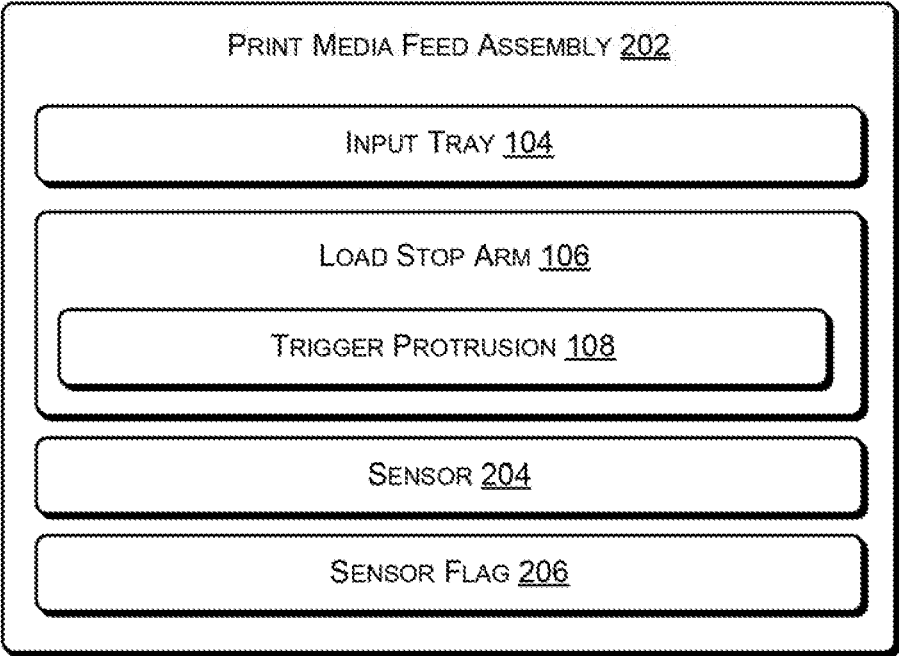 Print Media Feed Assembly 202
Input Tray 104
Load Stop Arm 106
Trigger Protrusion 108
Sensor 204
Sensor Flag 206